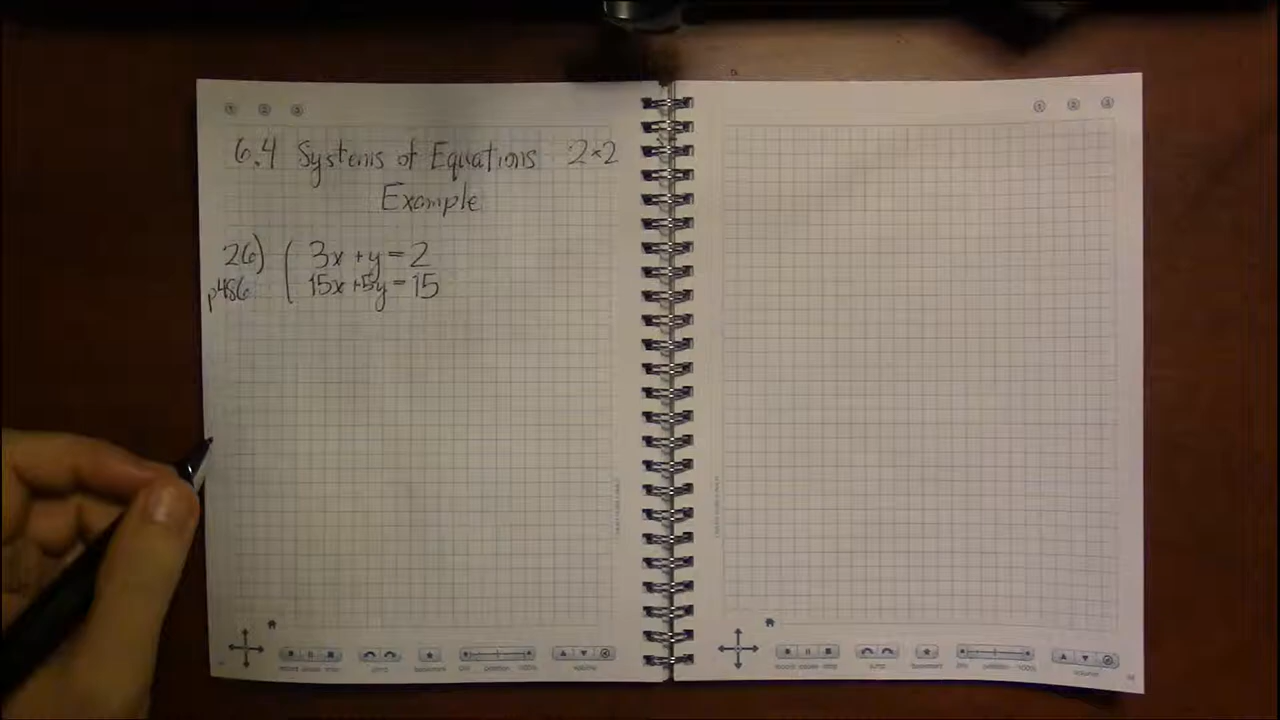 6.4 Systems of Equations 2×2
Example
26) 3x + y = 2
p486 15x + 5y = 15